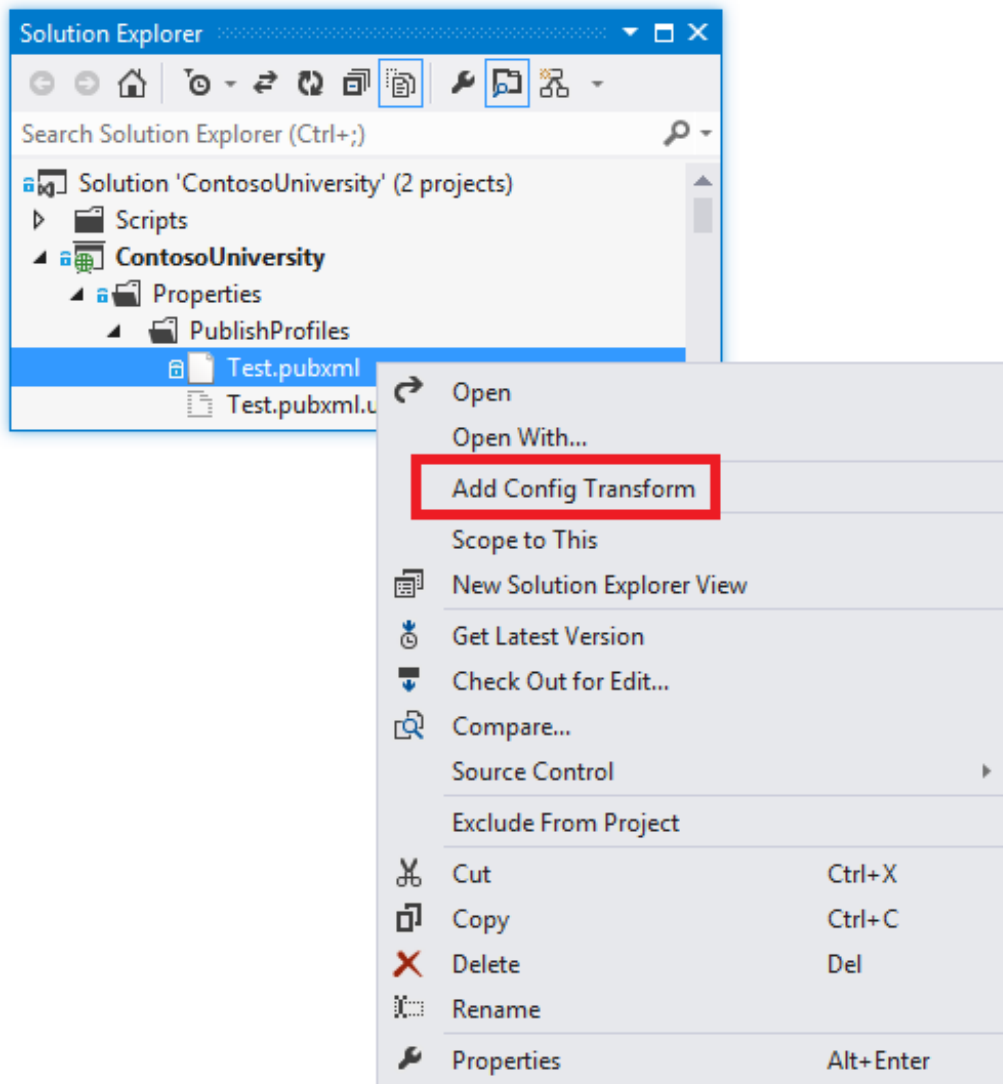 Solution Explorer
Search Solution Explorer (Ctrl+;)
Solution 'ContosoUniversity' (2 projects)
Scripts
ContosoUniversity
Properties
PublishProfiles
Test.pubxml
Test.pubxml.u
Open
Open With...
Add Config Transform
Scope to This
New Solution Explorer View
Get Latest Version
Check Out for Edit...
Compare...
Source Control
Exclude From Project
Cut Ctrl+X
Copy Ctrl+C
Delete Del
Rename
Properties Alt+Enter